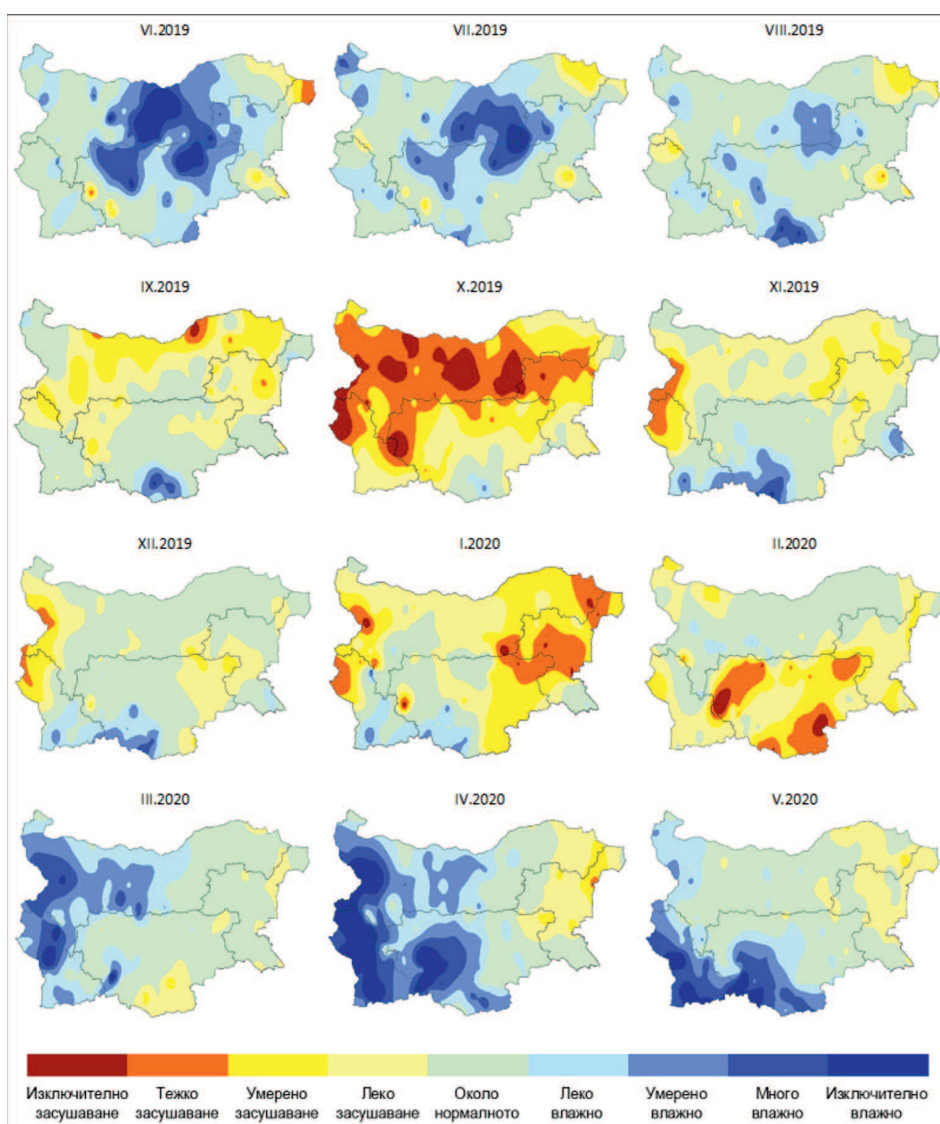 VI.2019
VII.2019
VIII.2019
IX.2019
X.2019
XI.2019
XII.2019
I.2020
II.2020
III.2020
IV.2020
V.2020
Изключително засушаване
Тежко засушаване
Умерено засушаване
Леко засушаване
Около нормалното
Леко влажно
Умерено влажно
Много влажно
Изключително влажно